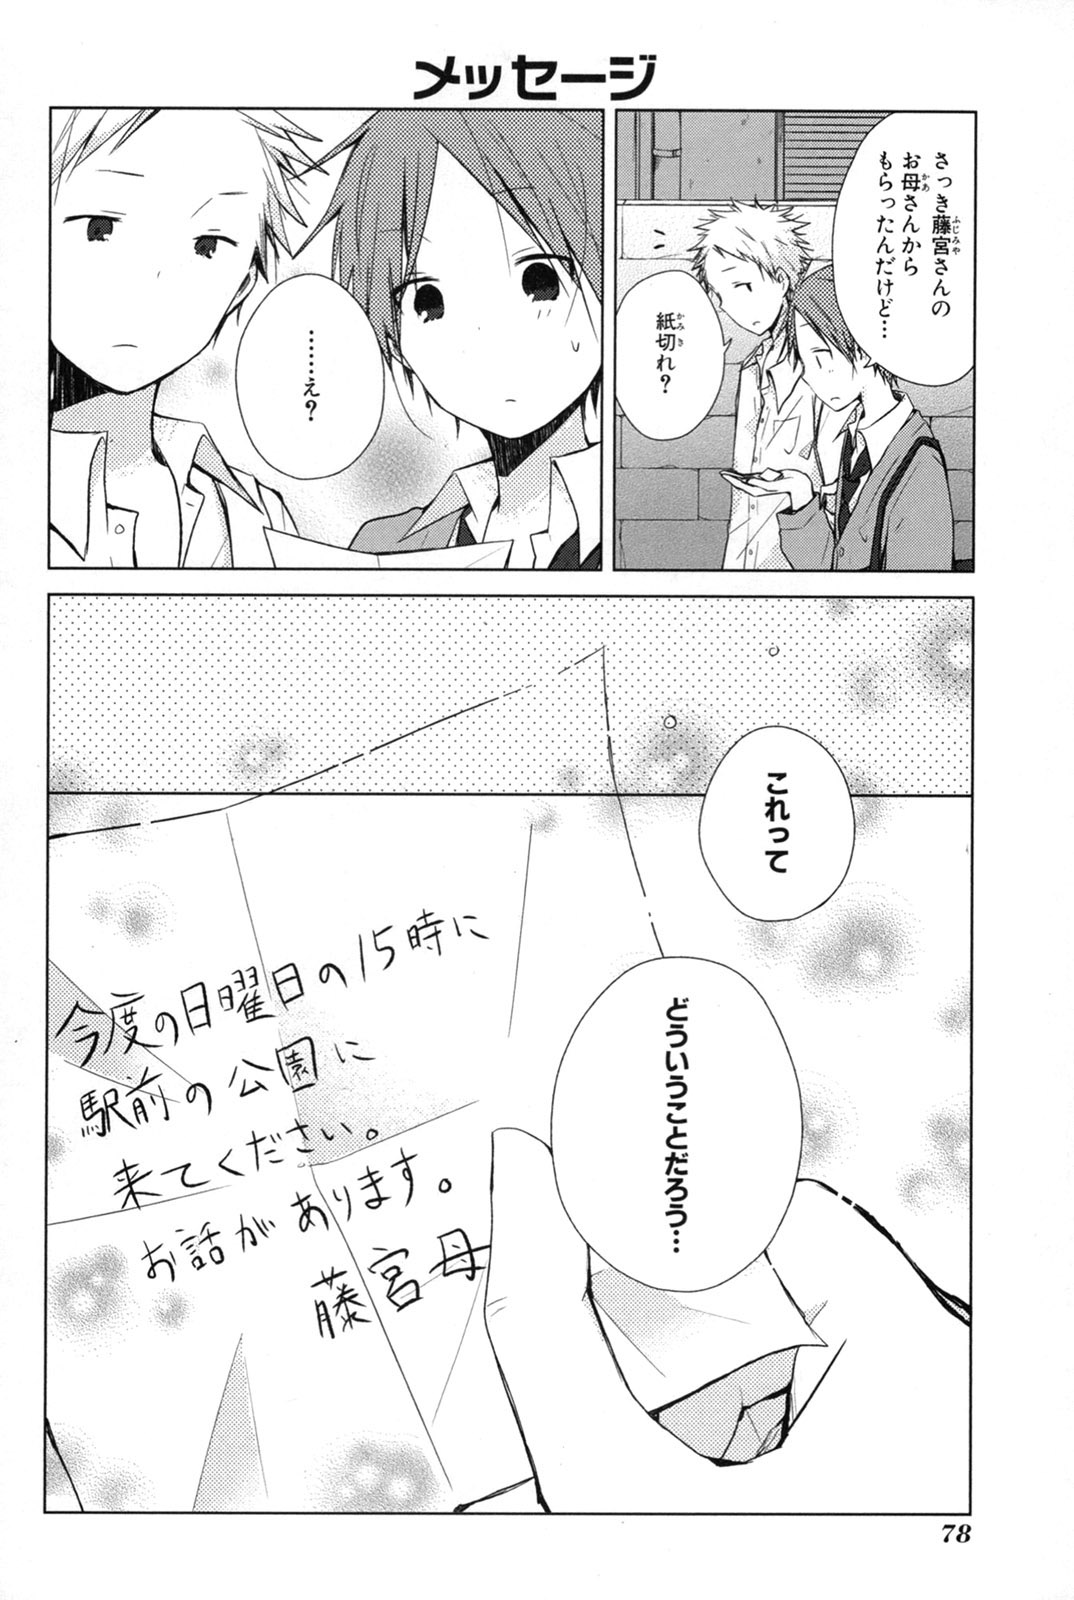 メッセージ
さっき藤宮さんの
お母さんから
もらったんだけど…
紙切れ?
……え?
これって
どういうことだろう…
今度の日曜日の15時に
駅前の公園に
来てください。
お話があります。
藤宮母
78